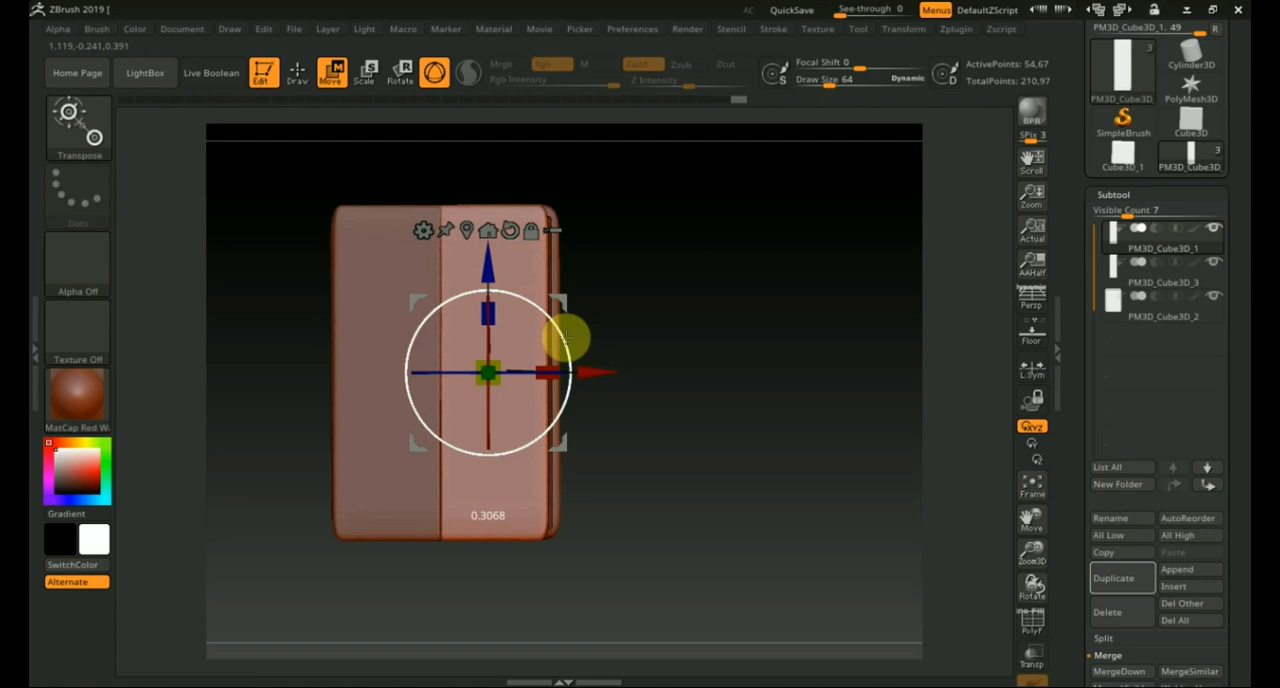 ZBrush 2019 [
AC QuickSave See-through 0 Menus DefaultZScript
Alpha Brush Color Document Draw Edit File Layer Light Macro Marker Material Movie Picker Preferences Render Stencil Stroke Texture Tool Transform Zplugin Zscript
1.119,-0.241,0.391
Home Page LightBox Live Boolean Edit Draw Move Scale Rotate
Mrgb Rgb M Zadd Zsub Zcut
Rgb Intensity Z Intensity
Focal Shift 0
Draw Size 64 Dynamic
ActivePoints: 54,67
TotalPoints: 210,97
Transpose
Dots
Alpha Off
Texture Off
MatCap Red Wa
Gradient
SwitchColor
Alternate
0.3068
BPR
SPix 3
Scroll
Zoom
Actual
AAHalf
Dynamic
Persp
Floor
L.Sym
XYZ
Frame
Move
Zoom3D
Rotate
PolyF
Transp
PM3D_Cube3D_1. 49 R
3
PM3D_Cube3D_ Cylinder3D
PolyMesh3D
SimpleBrush Cube3D
3
Cube3D_1 PM3D_Cube3D_
Subtool
Visible Count 7
PM3D_Cube3D_1
PM3D_Cube3D_3
PM3D_Cube3D_2
List All
New Folder
Rename AutoReorder
All Low All High
Copy Paste
Duplicate Append
Insert
Delete Del Other
Del All
Split
Merge
MergeDown MergeSimilar